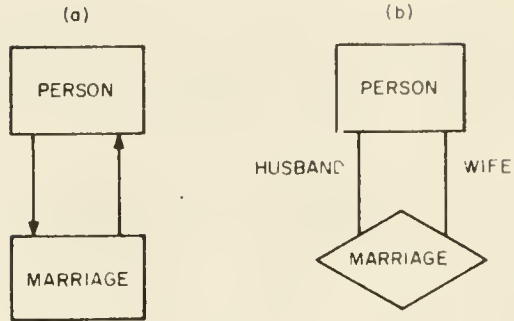 (a)
PERSON
MARRIAGE
(b)
PERSON
HUSBAND
WIFE
MARRIAGE